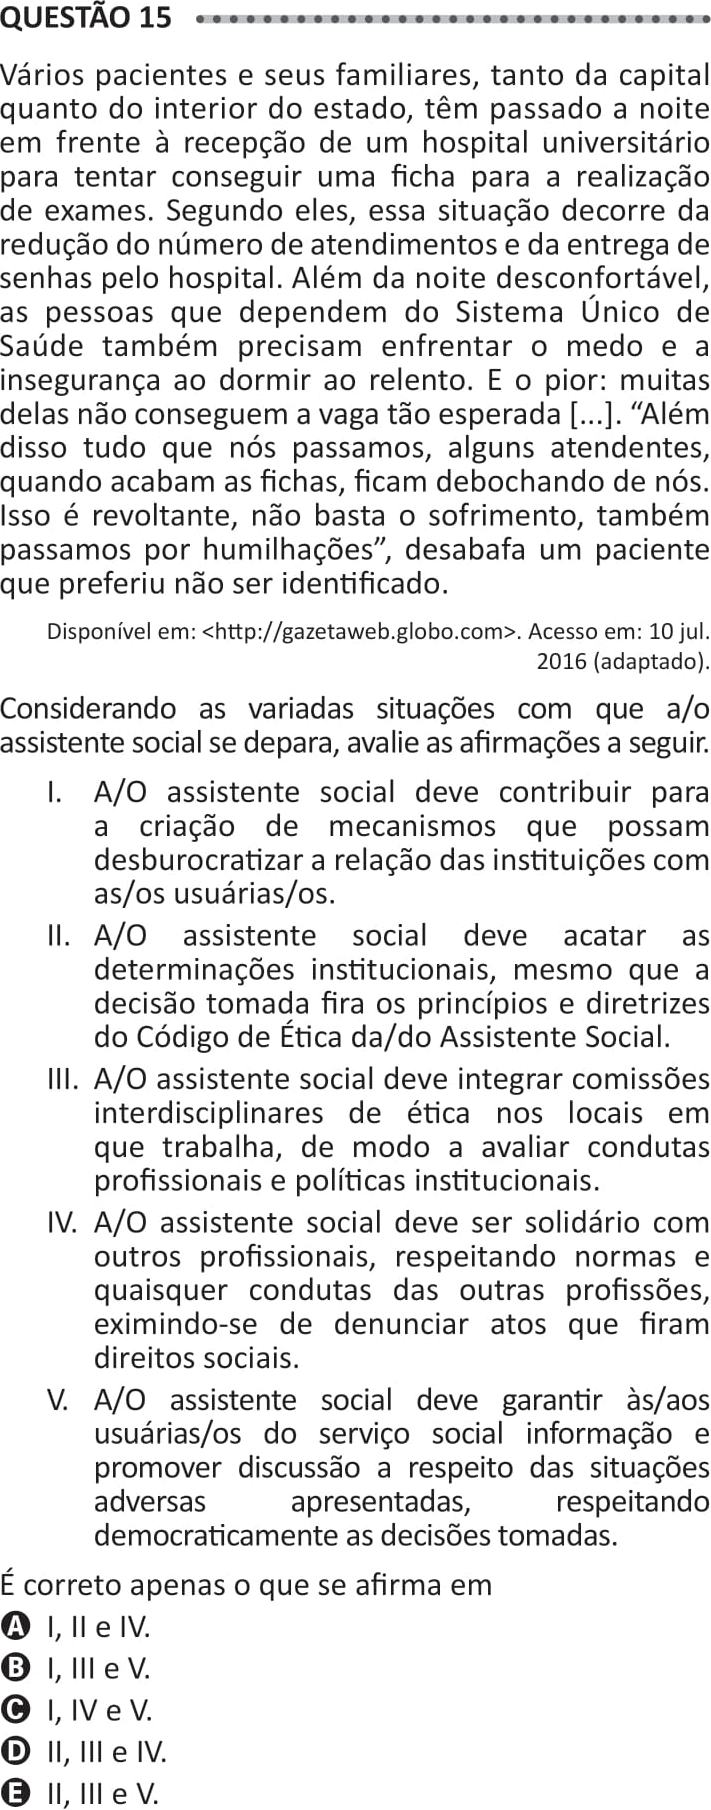 QUESTÃO 15
Vários pacientes e seus familiares, tanto da capital
quanto do interior do estado, têm passado a noite
em frente à recepção de um hospital universitário
para tentar conseguir uma ficha para a realização
de exames. Segundo eles, essa situação decorre da
redução do número de atendimentos e da entrega de
senhas pelo hospital. Além da noite desconfortável,
as pessoas que dependem do Sistema Único de
Saúde também precisam enfrentar o medo e a
insegurança ao dormir ao relento. E o pior: muitas
delas não conseguem a vaga tão esperada [...]. “Além
disso tudo que nós passamos, alguns atendentes,
quando acabam as fichas, ficam debochando de nós.
Isso é revoltante, não basta o sofrimento, também
passamos por humilhações”, desabafa um paciente
que preferiu não ser identificado.
Disponível em: <http://gazetaweb.globo.com>. Acesso em: 10 jul.
2016 (adaptado).
Considerando as variadas situações com que a/o
assistente social se depara, avalie as afirmações a seguir.
I. A/O assistente social deve contribuir para
a criação de mecanismos que possam
desburocratizar a relação das instituições com
as/os usuárias/os.
II. A/O assistente social deve acatar as
determinações institucionais, mesmo que a
decisão tomada fira os princípios e diretrizes
do Código de Ética da/do Assistente Social.
III. A/O assistente social deve integrar comissões
interdisciplinares de ética nos locais em
que trabalha, de modo a avaliar condutas
profissionais e políticas institucionais.
IV. A/O assistente social deve ser solidário com
outros profissionais, respeitando normas e
quaisquer condutas das outras profissões,
eximindo-se de denunciar atos que firam
direitos sociais.
V. A/O assistente social deve garantir às/aos
usuárias/os do serviço social informação e
promover discussão a respeito das situações
adversas apresentadas, respeitando
democraticamente as decisões tomadas.
É correto apenas o que se afirma em
A I, II e IV.
B I, III e V.
C I, IV e V.
D II, III e IV.
E II, III e V.